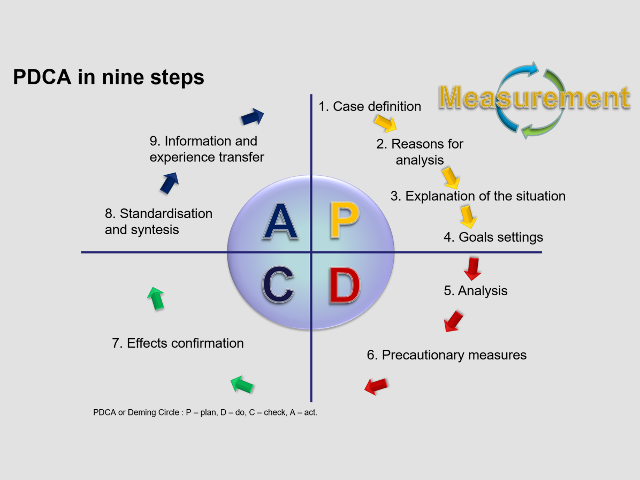 PDCA in nine steps
Measurement
1. Case definition
2. Reasons for
analysis
3. Explanation of the situation
4. Goals settings
5. Analysis
6. Precautionary measures
7. Effects confirmation
8. Standardisation
and syntesis
9. Information and
experience transfer
A P
C D
PDCA or Deming Circle : P – plan, D – do, C – check, A – act.